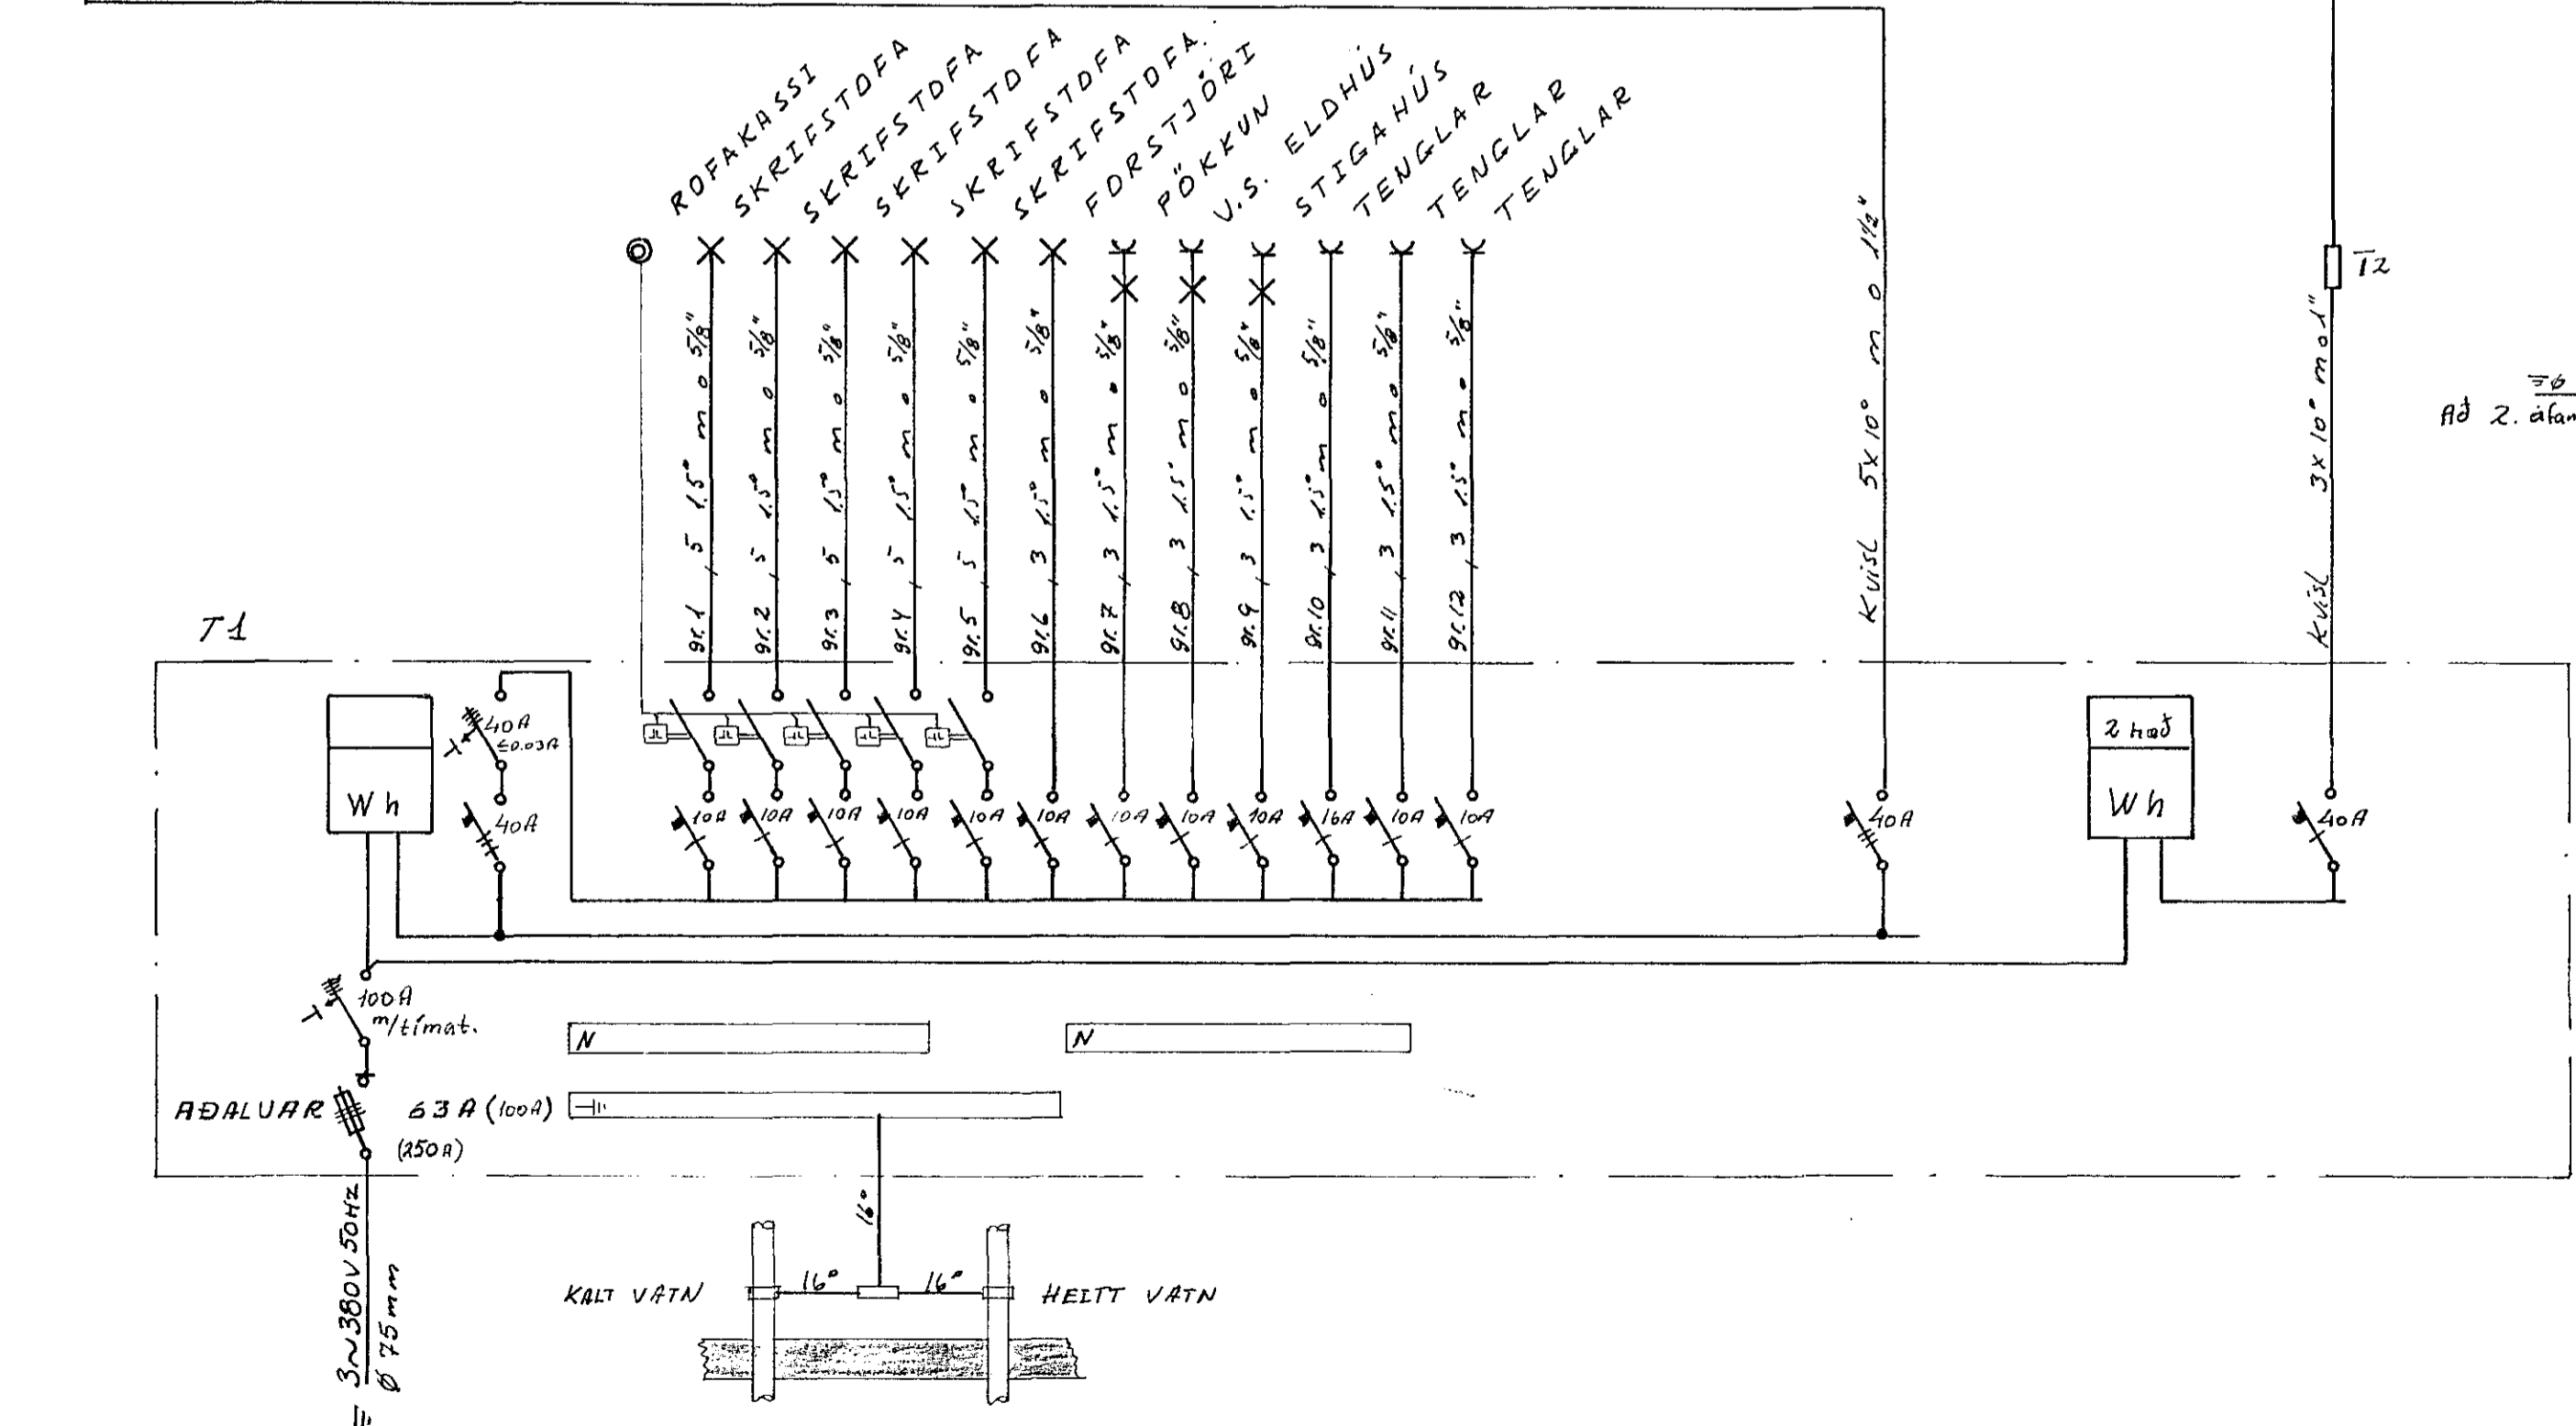 ROFAKASSI
SKRIFSTOFA
SKRIFSTOFA
SKRIFSTOFA
SKRIFSTOFA
SKRIFSTOFA.
FORSTJÓRI
PÖKKUN
V.S. ELDHÚS
STIGAHÚS
TENGLAR
TENGLAR
TENGLAR
gr.1, 5 1.5° m o 5/8"
gr.2, 5 1.5° m o 5/8"
gr.3, 5 1.5° m o 5/8"
gr.4, 5 1.5° m o 5/8"
gr.5, 5 1.5° m o 5/8"
gr.6, 3 1.5° m o 5/8"
gr.7, 3 1.5° m o 5/8"
gr.8, 3 1.5° m o 5/8"
gr.9, 3 1.5° m o 5/8"
gr.10, 3 1.5° m o 5/8"
gr.11, 3 1.5° m o 5/8"
gr.12, 3 1.5° m o 5/8"
Kvísl 5x10° m o 1 1/2"
Kvísl 3x10° m o 1"
T2
Að 2. áfan
T1
40A
≤0.03A
Wh
40A
10A 10A 10A 10A 10A 10A 10A 10A 10A 16A 10A 10A
40A
2 hæð
Wh
40A
100A
m/tímat.
N
N
AÐALVAR 63A (100A)
(250A)
3~380V 50Hz
Ø 75mm
16°
KALT VATN
16°
16°
HEITT VATN